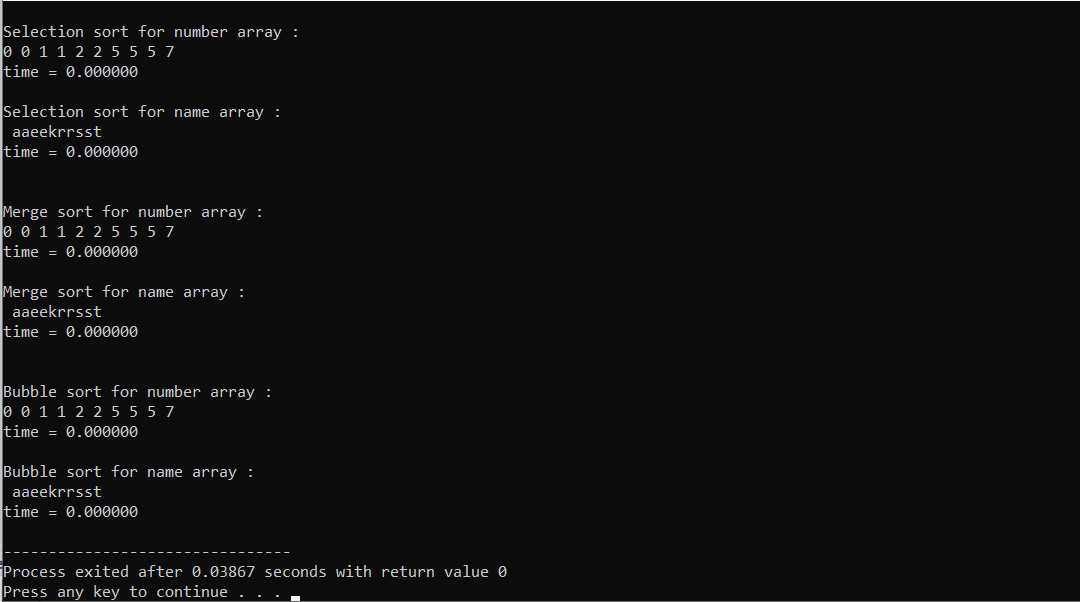 Selection sort for number array :
0 0 1 1 2 2 5 5 5 7
time = 0.000000
Selection sort for name array :
 aaeekrrsst
time = 0.000000
Merge sort for number array :
0 0 1 1 2 2 5 5 5 7
time = 0.000000
Merge sort for name array :
 aaeekrrsst
time = 0.000000
Bubble sort for number array :
0 0 1 1 2 2 5 5 5 7
time = 0.000000
Bubble sort for name array :
 aaeekrrsst
time = 0.000000
--------------------------------
Process exited after 0.03867 seconds with return value 0
Press any key to continue . . .